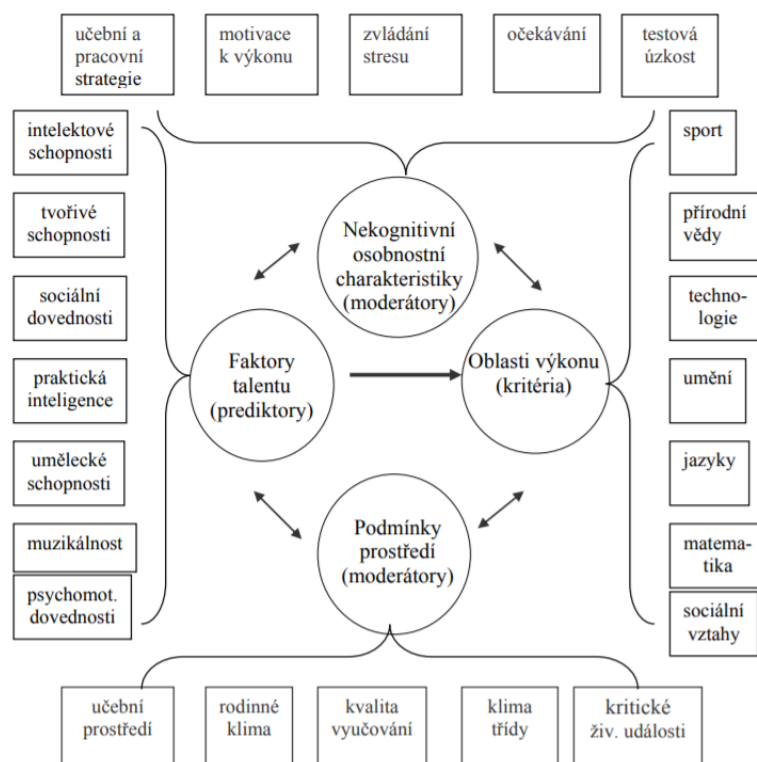 učební a
pracovní
strategie
motivace
k výkonu
zvládání
stresu
očekávání
testová
úzkost
intelektové
schopnosti
tvořivé
schopnosti
sociální
dovednosti
praktická
inteligence
umělecké
schopnosti
muzikálnost
psychomot.
dovednosti
Nekognitivní
osobnostní
charakteristiky
(moderátory)
Faktory
talentu
(prediktory)
Oblasti výkonu
(kritéria)
Podmínky
prostředí
(moderátory)
sport
přírodní
vědy
techno-
logie
umění
jazyky
matema-
tika
sociální
vztahy
učební
prostředí
rodinné
klima
kvalita
vyučování
klima
třídy
kritické
živ. události